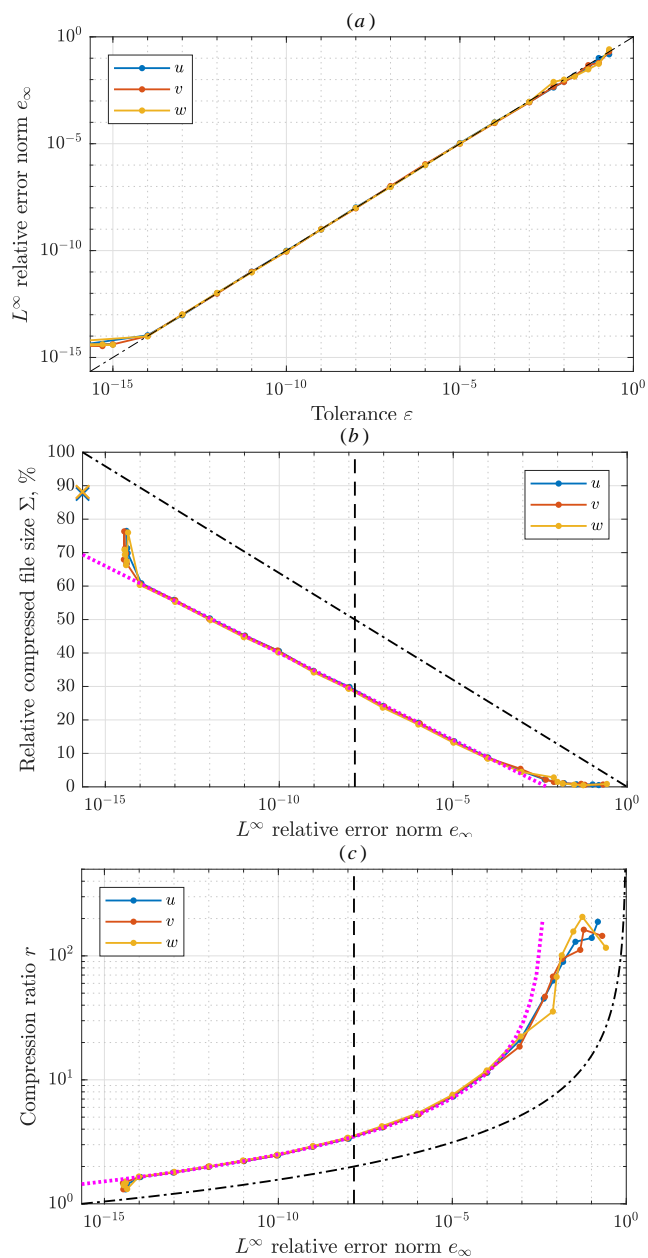 (a)
10^0
10^-5
10^-10
10^-15
L^∞ relative error norm e_∞
u
v
w
10^-15
10^-10
10^-5
10^0
Tolerance ε
(b)
100
90
80
70
60
50
40
30
20
10
0
Relative compressed file size Σ, %
u
v
w
10^-15
10^-10
10^-5
10^0
L^∞ relative error norm e_∞
(c)
10^2
10^1
10^0
Compression ratio r
u
v
w
10^-15
10^-10
10^-5
10^0
L^∞ relative error norm e_∞